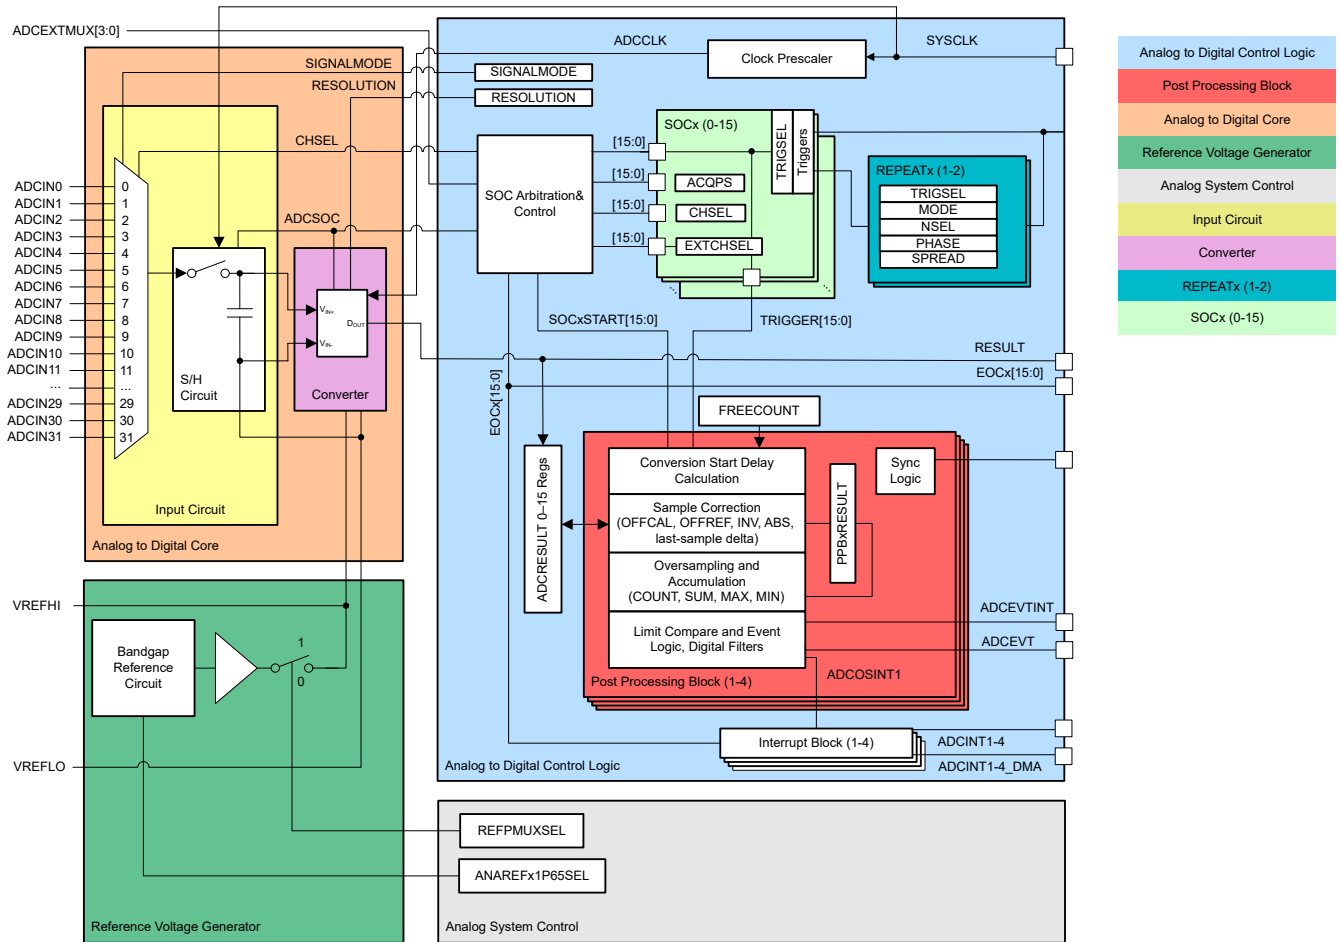 ADCEXTMUX[3:0]
SIGNALMODE
RESOLUTION
CHSEL
ADCSOC
ADCIN0
ADCIN1
ADCIN2
ADCIN3
ADCIN4
ADCIN5
ADCIN6
ADCIN7
ADCIN8
ADCIN9
ADCIN10
ADCIN11
...
ADCIN29
ADCIN30
ADCIN31
0
1
2
3
4
5
6
7
8
9
10
11
...
29
30
31
S/H
Circuit
VIN+
DOUT
VIN-
Converter
Input Circuit
Analog to Digital Core
VREFHI
VREFLO
Bandgap
Reference
Circuit
1
0
Reference Voltage Generator
ADCCLK
Clock Prescaler
SYSCLK
SIGNALMODE
RESOLUTION
SOC Arbitration&
Control
[15:0]
[15:0]
[15:0]
[15:0]
SOCx (0-15)
TRIGSEL
Triggers
ACQPS
CHSEL
EXTCHSEL
REPEATx (1-2)
TRIGSEL
MODE
NSEL
PHASE
SPREAD
SOCxSTART[15:0]
TRIGGER[15:0]
RESULT
EOCx[15:0]
EOCx[15:0]
FREECOUNT
ADCRESULT 0–15 Regs
Conversion Start Delay
Calculation
Sample Correction
(OFFCAL, OFFREF, INV, ABS,
last-sample delta)
Oversampling and
Accumulation
(COUNT, SUM, MAX, MIN)
Limit Compare and Event
Logic, Digital Filters
PPBxRESULT
Sync
Logic
Post Processing Block (1-4)
ADCEVTINT
ADCEVT
ADCOSINT1
Interrupt Block (1-4)
ADCINT1-4
ADCINT1-4_DMA
Analog to Digital Control Logic
REFPMUXSEL
ANAREFx1P65SEL
Analog System Control
Analog to Digital Control Logic
Post Processing Block
Analog to Digital Core
Reference Voltage Generator
Analog System Control
Input Circuit
Converter
REPEATx (1-2)
SOCx (0-15)